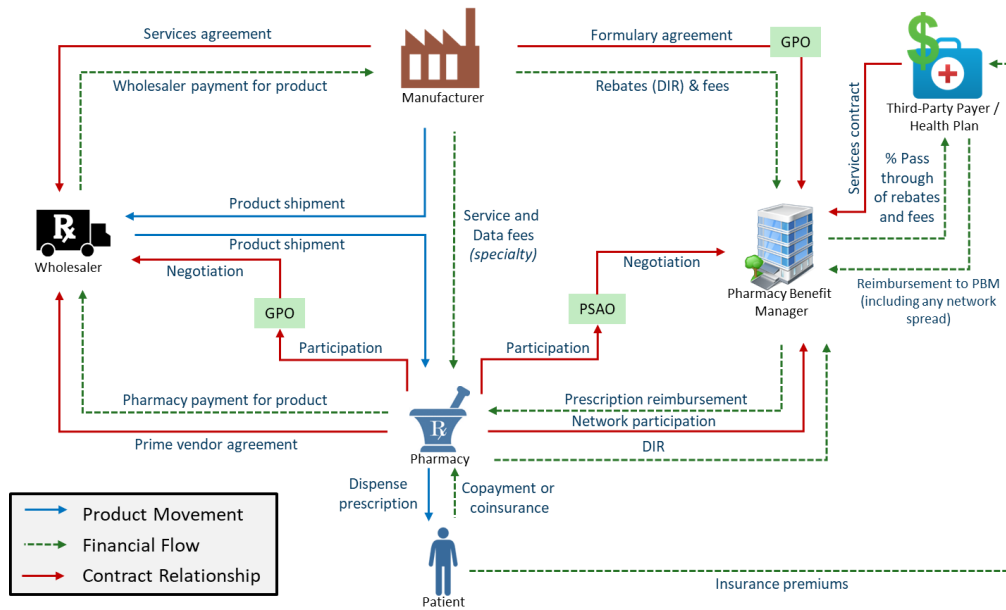 Services agreement
Formulary agreement
GPO
Wholesaler payment for product
Manufacturer
Rebates (DIR) & fees
Third-Party Payer /
Health Plan
Services contract
% Pass
through
of rebates
and fees
Product shipment
Product shipment
Service and
Data fees
(specialty)
Rx
Wholesaler
Negotiation
Negotiation
GPO
PSAO
Pharmacy Benefit
Manager
Reimbursement to PBM
(including any network
spread)
Participation
Participation
Pharmacy payment for product
Prescription reimbursement
Rx
Prime vendor agreement
Network participation
Pharmacy
DIR
Dispense
prescription
Copayment or
coinsurance
Product Movement
Financial Flow
Contract Relationship
Insurance premiums
Patient